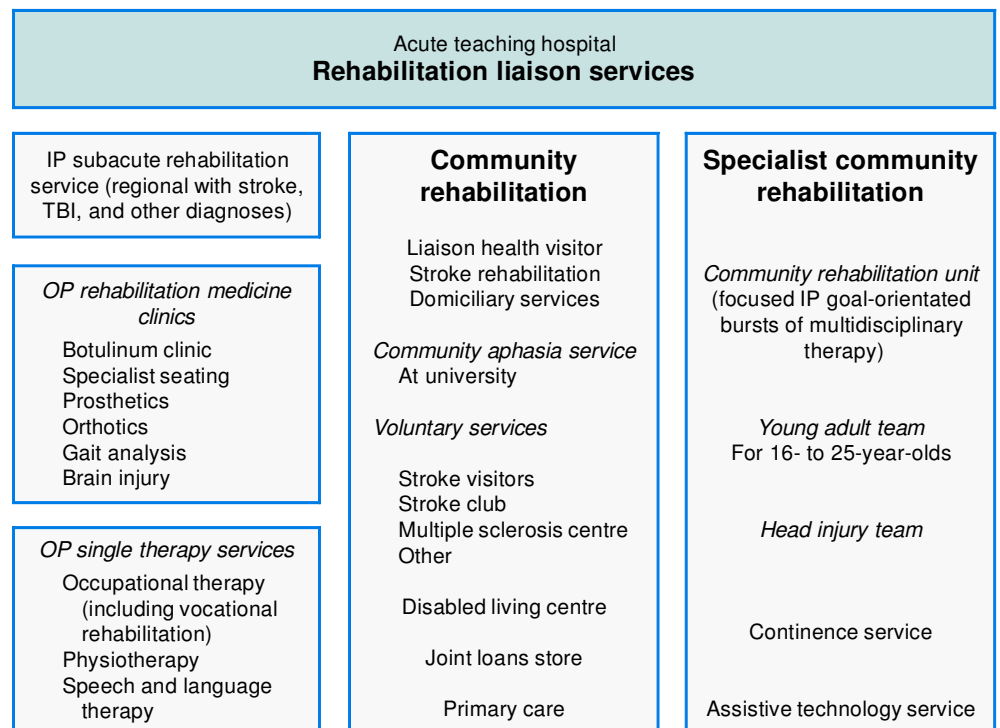 Acute teaching hospital
Rehabilitation liaison services
IP subacute rehabilitation
service (regional with stroke,
TBI, and other diagnoses)
OP rehabilitation medicine
clinics
Botulinum clinic
Specialist seating
Prosthetics
Orthotics
Gait analysis
Brain injury
OP single therapy services
Occupational therapy
(including vocational
rehabilitation)
Physiotherapy
Speech and language
therapy
Community
rehabilitation
Liaison health visitor
Stroke rehabilitation
Domiciliary services
Community aphasia service
At university
Voluntary services
Stroke visitors
Stroke club
Multiple sclerosis centre
Other
Disabled living centre
Joint loans store
Primary care
Specialist community
rehabilitation
Community rehabilitation unit
(focused IP goal-orientated
bursts of multidisciplinary
therapy)
Young adult team
For 16- to 25-year-olds
Head injury team
Continence service
Assistive technology service